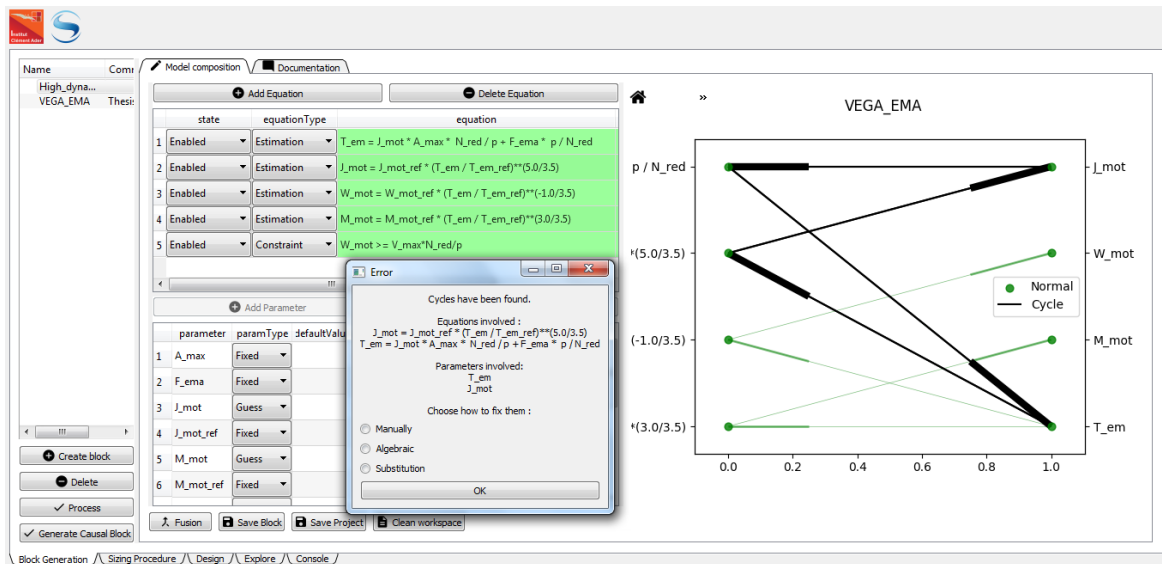 Institut
Clément Ader
Name Comr
High_dyna...
VEGA_EMA Thesi
Create block
Delete
Process
Generate Causal Block
Model composition Documentation
Add Equation Delete Equation
state equationType equation
1 Enabled Estimation T_em = J_mot * A_max * N_red / p + F_ema * p / N_red
2 Enabled Estimation J_mot = J_mot_ref * (T_em / T_em_ref)**(5.0/3.5)
3 Enabled Estimation W_mot = W_mot_ref * (T_em / T_em_ref)**(-1.0/3.5)
4 Enabled Estimation M_mot = M_mot_ref * (T_em / T_em_ref)**(3.0/3.5)
5 Enabled Constraint W_mot >= V_max*N_red/p
Add Parameter
parameter paramType defaultValu
1 A_max Fixed
2 F_ema Fixed
3 J_mot Guess
4 J_mot_ref Fixed
5 M_mot Guess
6 M_mot_ref Fixed
Fusion Save Block Save Project Clean workspace
Error
Cycles have been found.
Equations involved :
J_mot = J_mot_ref * (T_em / T_em_ref)**(5.0/3.5)
T_em = J_mot * A_max * N_red / p + F_ema * p / N_red
Parameters involved:
T_em
J_mot
Choose how to fix them :
Manually
Algebraic
Substitution
OK
»
VEGA_EMA
p / N_red J_mot
*(5.0/3.5) W_mot
Normal
Cycle
(-1.0/3.5) M_mot
*(3.0/3.5) T_em
0.0 0.2 0.4 0.6 0.8 1.0
Block Generation Sizing Procedure Design Explore Console